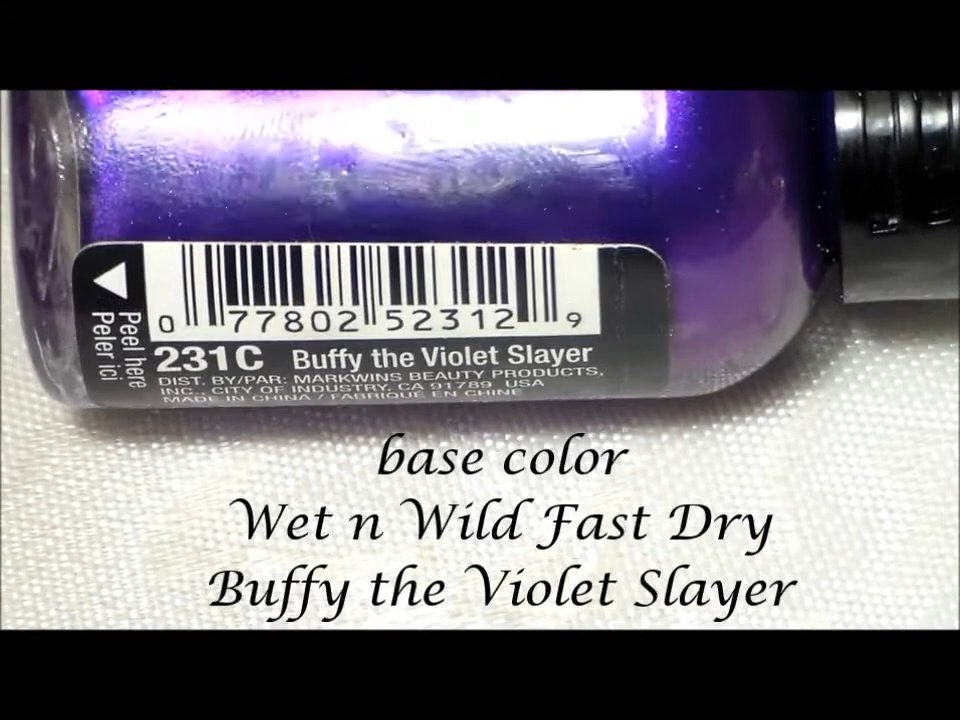 Peel here
Peler ici
0 77802 52312 9
231C Buffy the Violet Slayer
DIST. BY/PAR: MARKWINS BEAUTY PRODUCTS,
INC., CITY OF INDUSTRY, CA 91789, USA
MADE IN CHINA / FABRIQUÉ EN CHINE
base color
Wet n Wild Fast Dry
Buffy the Violet Slayer